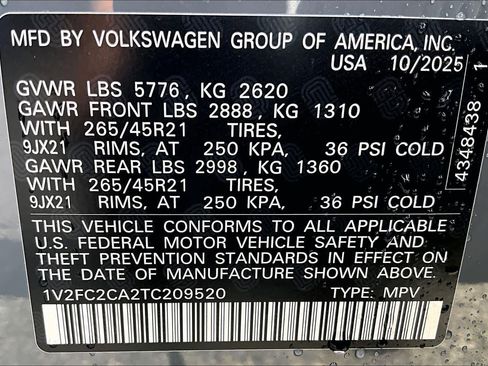 MFD BY VOLKSWAGEN GROUP OF AMERICA, INC.
USA 10/2025
GVWR LBS 5776, KG 2620
GAWR FRONT LBS 2888, KG 1310
WITH 265/45R21 TIRES,
9JX21 RIMS, AT 250 KPA, 36 PSI COLD
GAWR REAR LBS 2998, KG 1360
WITH 265/45R21 TIRES,
9JX21 RIMS, AT 250 KPA, 36 PSI COLD
THIS VEHICLE CONFORMS TO ALL APPLICABLE
U.S. FEDERAL MOTOR VEHICLE SAFETY AND
THEFT PREVENTION STANDARDS IN EFFECT ON
THE DATE OF MANUFACTURE SHOWN ABOVE.
1V2FC2CA2TC209520 TYPE: MPV
4348438 1